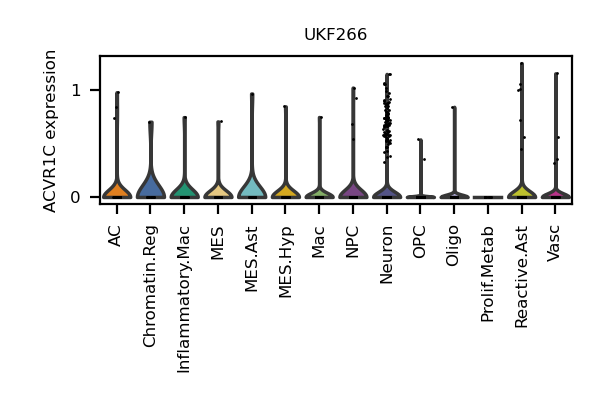 UKF266
ACVR1C expression
1
0
AC
Chromatin.Reg
Inflammatory.Mac
MES
MES.Ast
MES.Hyp
Mac
NPC
Neuron
OPC
Oligo
Prolif.Metab
Reactive.Ast
Vasc